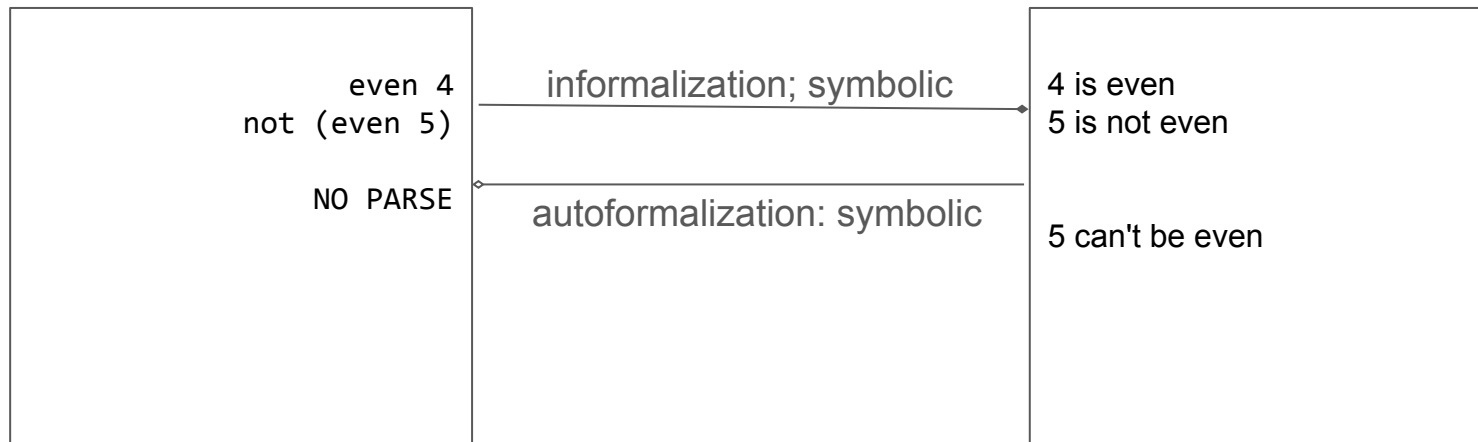 even 4
not (even 5)
NO PARSE
informalization; symbolic
autoformalization: symbolic
4 is even
5 is not even
5 can't be even